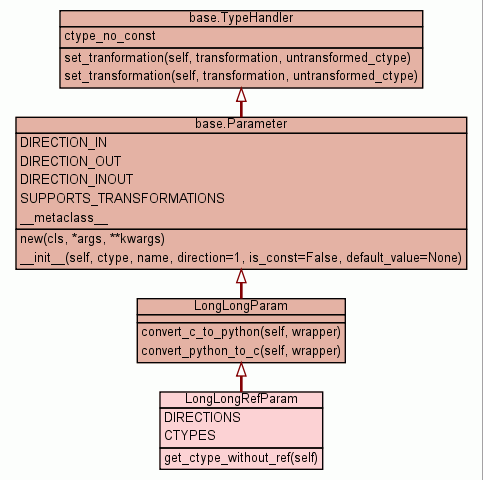 base.TypeHandler
ctype_no_const
set_tranformation(self, transformation, untransformed_ctype)
set_transformation(self, transformation, untransformed_ctype)
base.Parameter
DIRECTION_IN
DIRECTION_OUT
DIRECTION_INOUT
SUPPORTS_TRANSFORMATIONS
__metaclass__
new(cls, *args, **kwargs)
__init__(self, ctype, name, direction=1, is_const=False, default_value=None)
LongLongParam
convert_c_to_python(self, wrapper)
convert_python_to_c(self, wrapper)
LongLongRefParam
DIRECTIONS
CTYPES
get_ctype_without_ref(self)